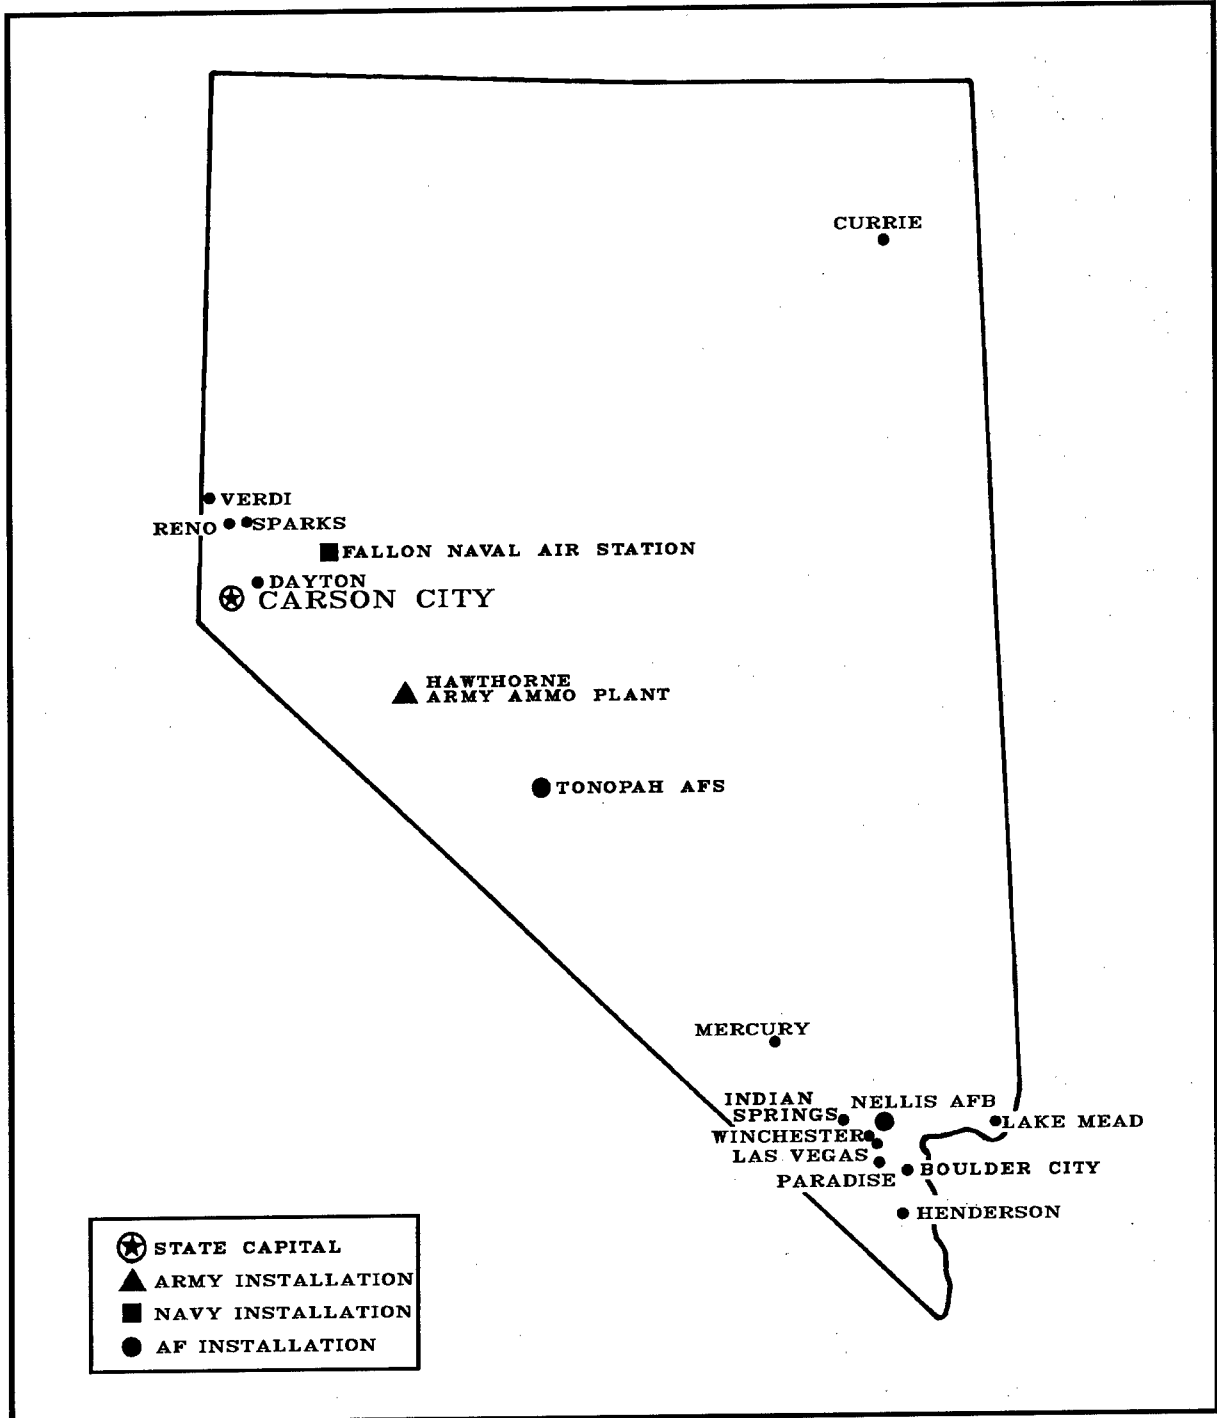 CURRIE
VERDI
RENO
SPARKS
FALLON NAVAL AIR STATION
DAYTON
CARSON CITY
HAWTHORNE
ARMY AMMO PLANT
TONOPAH AFS
MERCURY
INDIAN
SPRINGS
NELLIS AFB
LAKE MEAD
WINCHESTER
LAS VEGAS
BOULDER CITY
PARADISE
HENDERSON
STATE CAPITAL
ARMY INSTALLATION
NAVY INSTALLATION
AF INSTALLATION